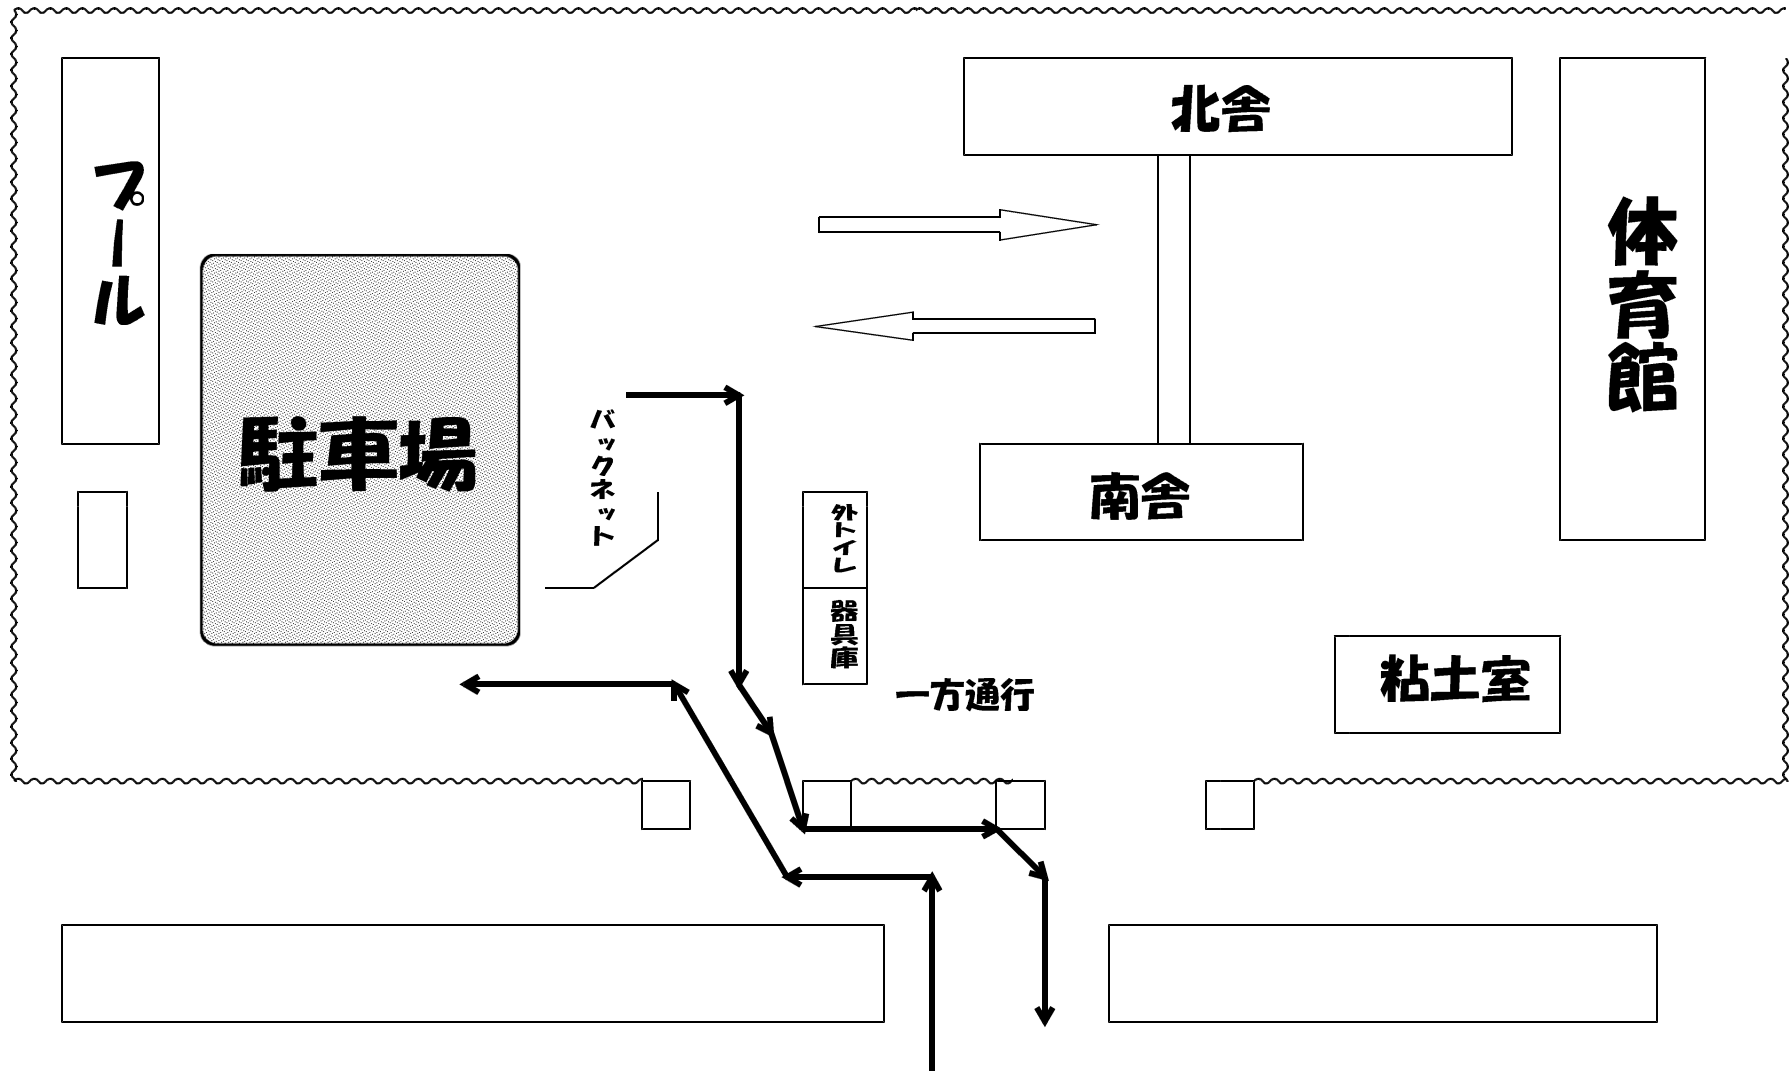 北舎
プール
体育館
駐車場
バックネット
南舎
外トイレ
器具庫
粘土室
一方通行